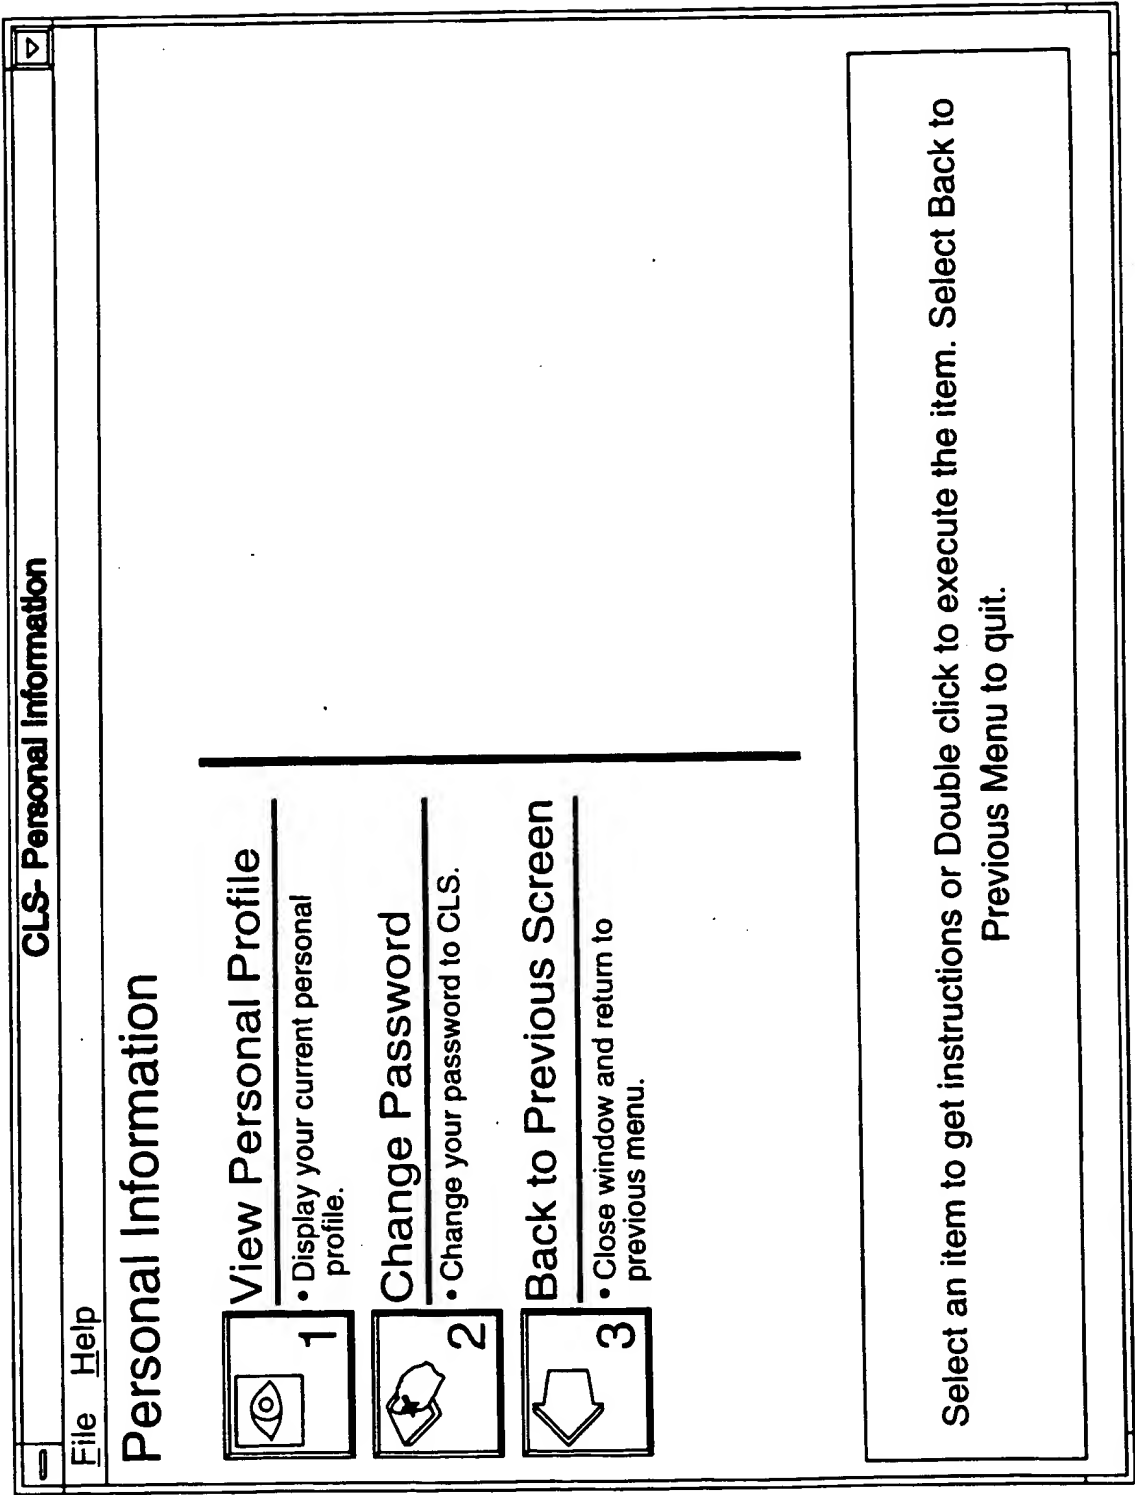 CLS- Personal Information
File Help
Personal Information
1
View Personal Profile
• Display your current personal
profile.
2
Change Password
• Change your password to CLS.
3
Back to Previous Screen
• Close window and return to
previous menu.
Select an item to get instructions or Double click to execute the item. Select Back to
Previous Menu to quit.